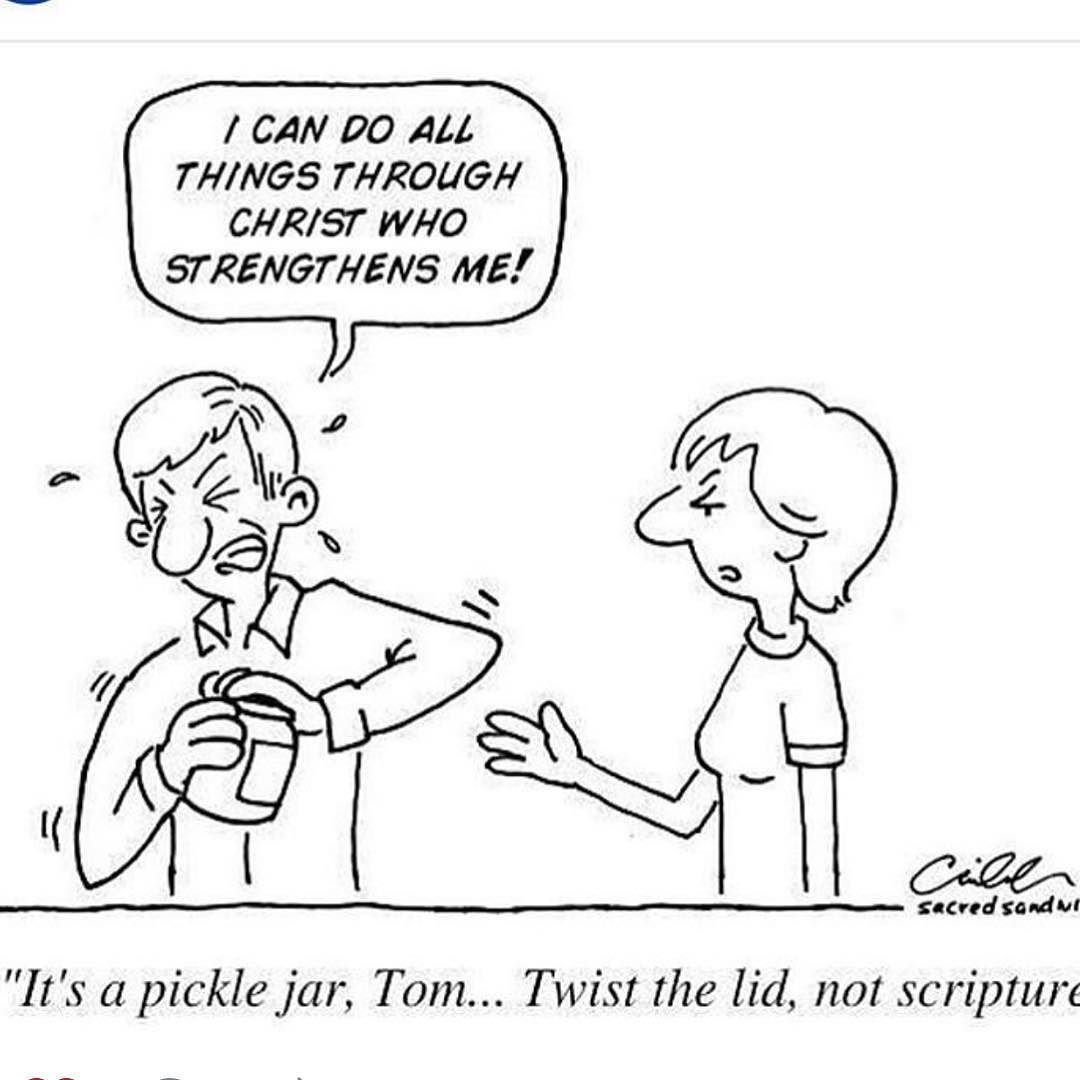 I CAN DO ALL
THINGS THROUGH
CHRIST WHO
STRENGTHENS ME!
sacred sandwi
"It's a pickle jar, Tom... Twist the lid, not scripture